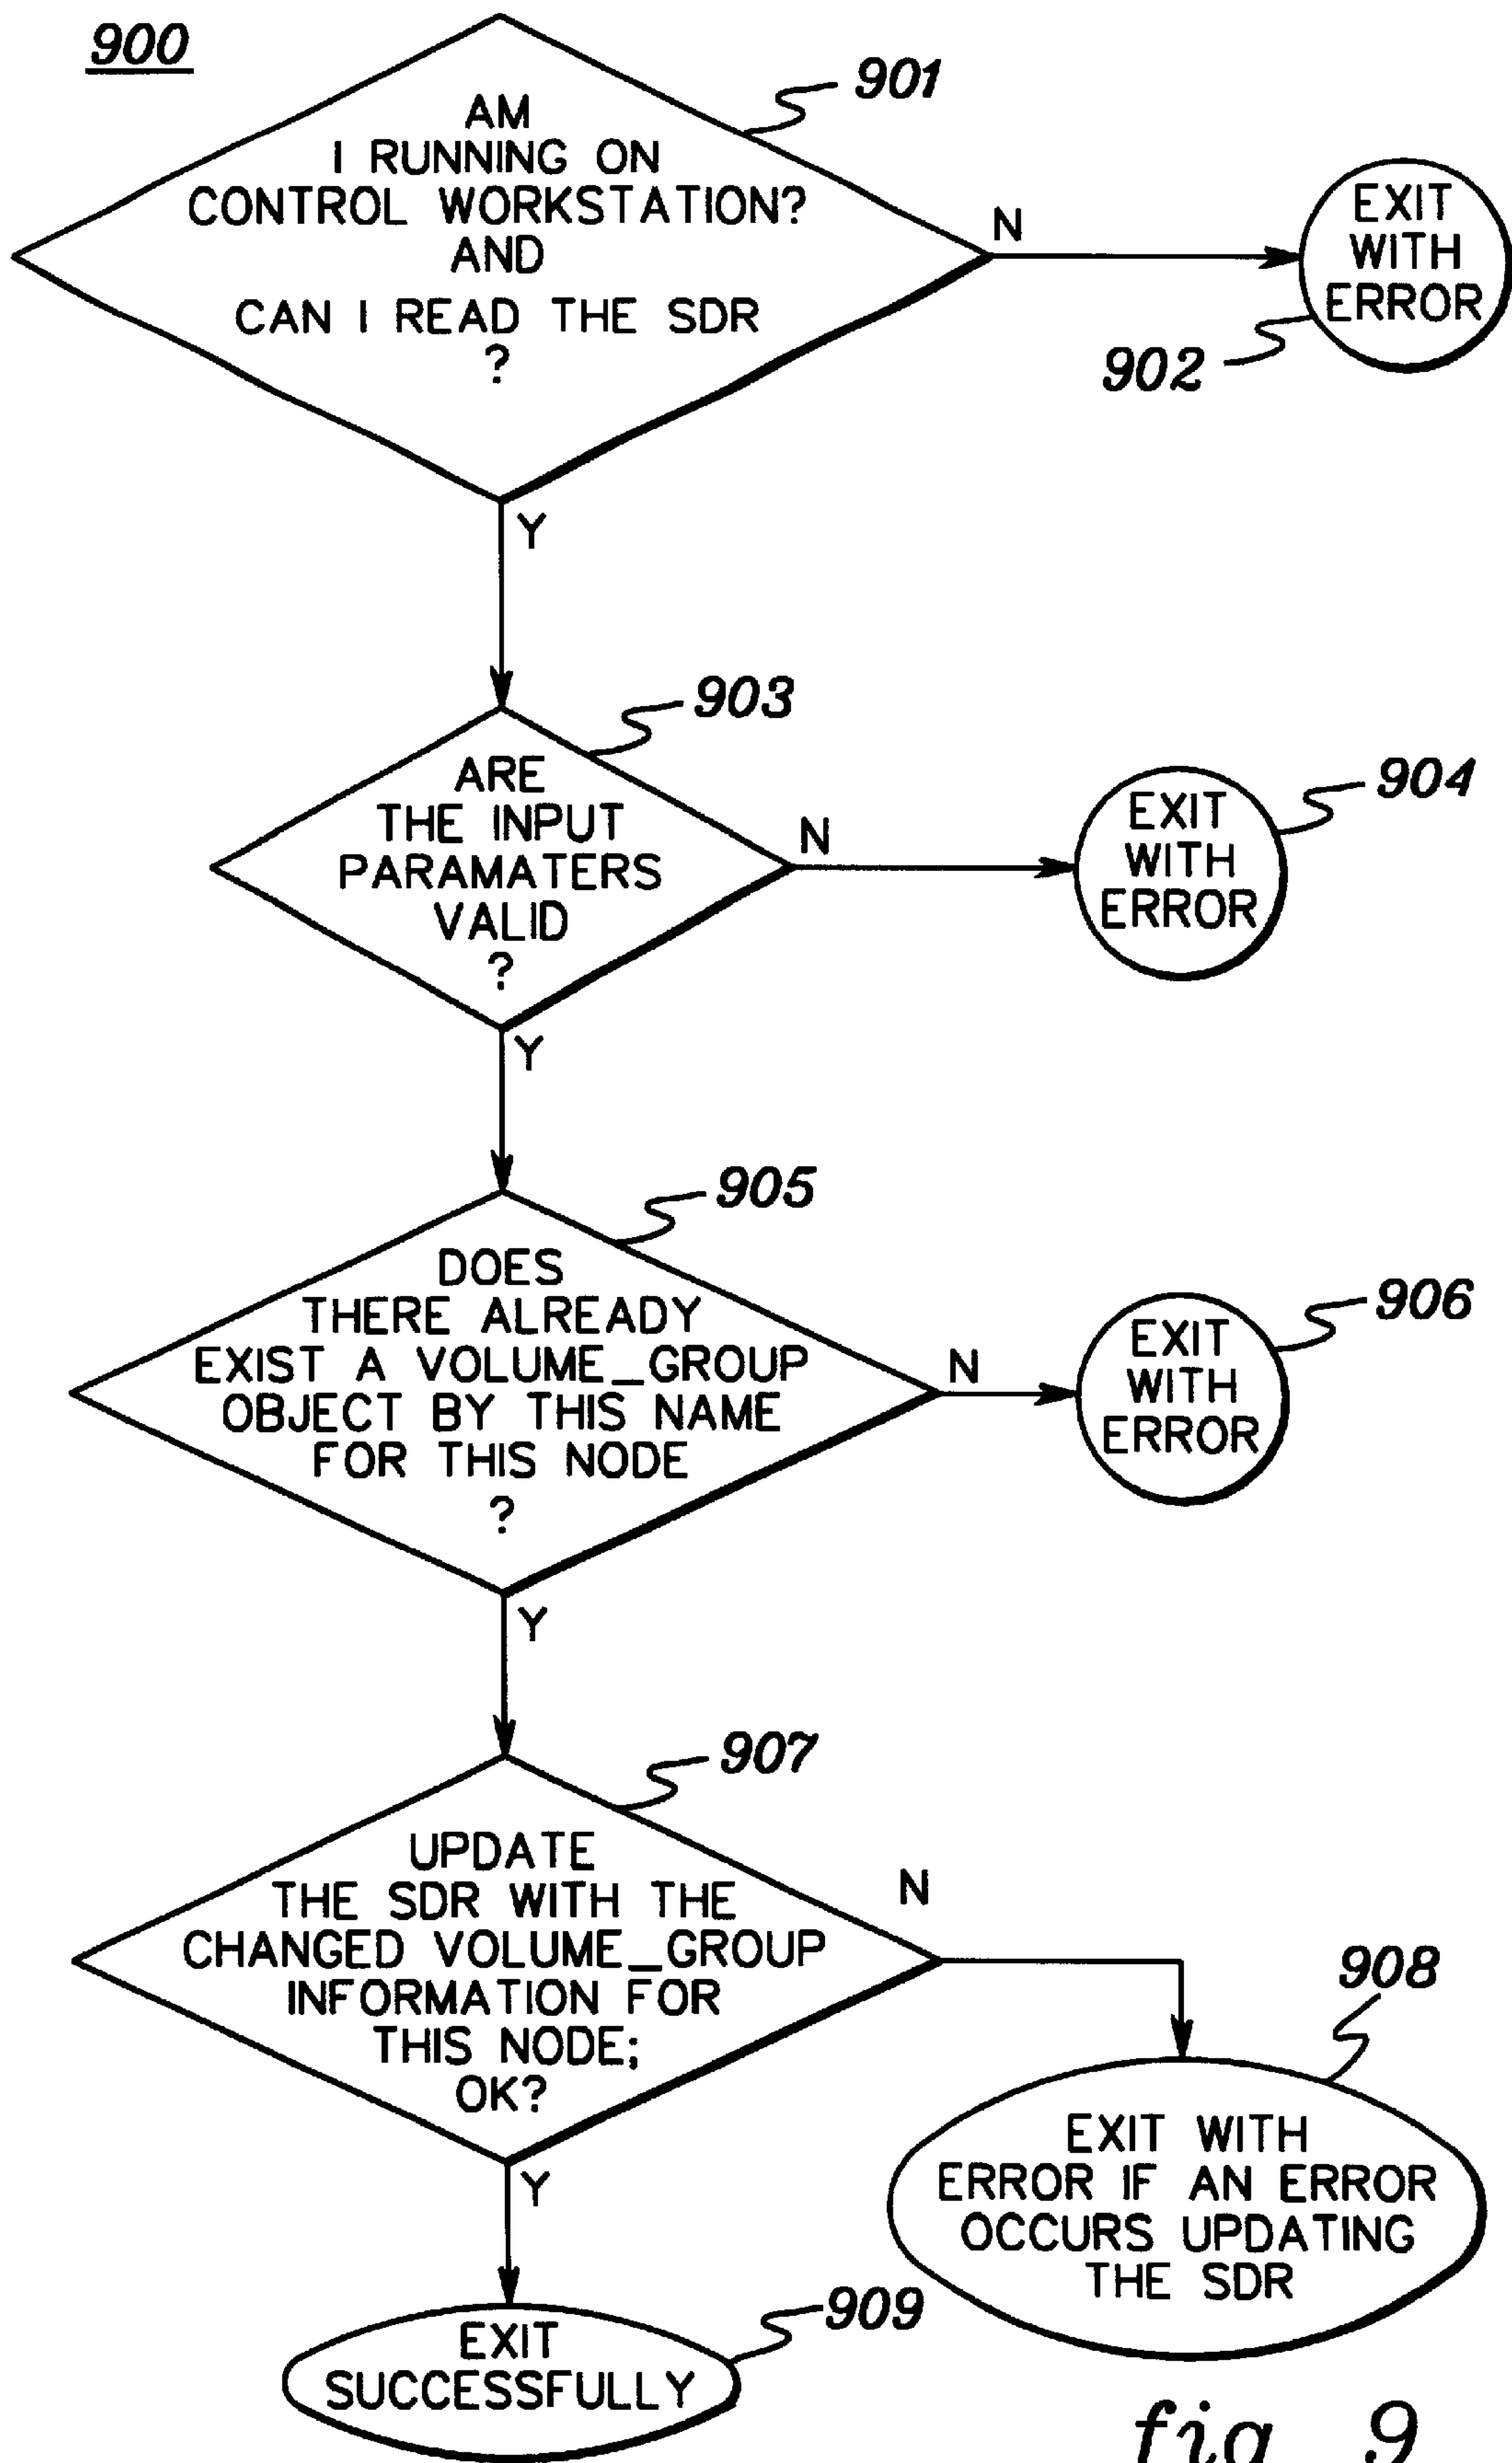 900
901
AM
I RUNNING ON
CONTROL WORKSTATION?
AND
CAN I READ THE SDR
?
N
EXIT
WITH
ERROR
902
Y
903
ARE
THE INPUT
PARAMATERS
VALID
?
N
EXIT
WITH
ERROR
904
Y
905
DOES
THERE ALREADY
EXIST A VOLUME_GROUP
OBJECT BY THIS NAME
FOR THIS NODE
?
N
EXIT
WITH
ERROR
906
Y
907
UPDATE
THE SDR WITH THE
CHANGED VOLUME_GROUP
INFORMATION FOR
THIS NODE;
OK?
N
908
EXIT WITH
ERROR IF AN ERROR
OCCURS UPDATING
THE SDR
Y
909
EXIT
SUCCESSFULLY
fig. 9